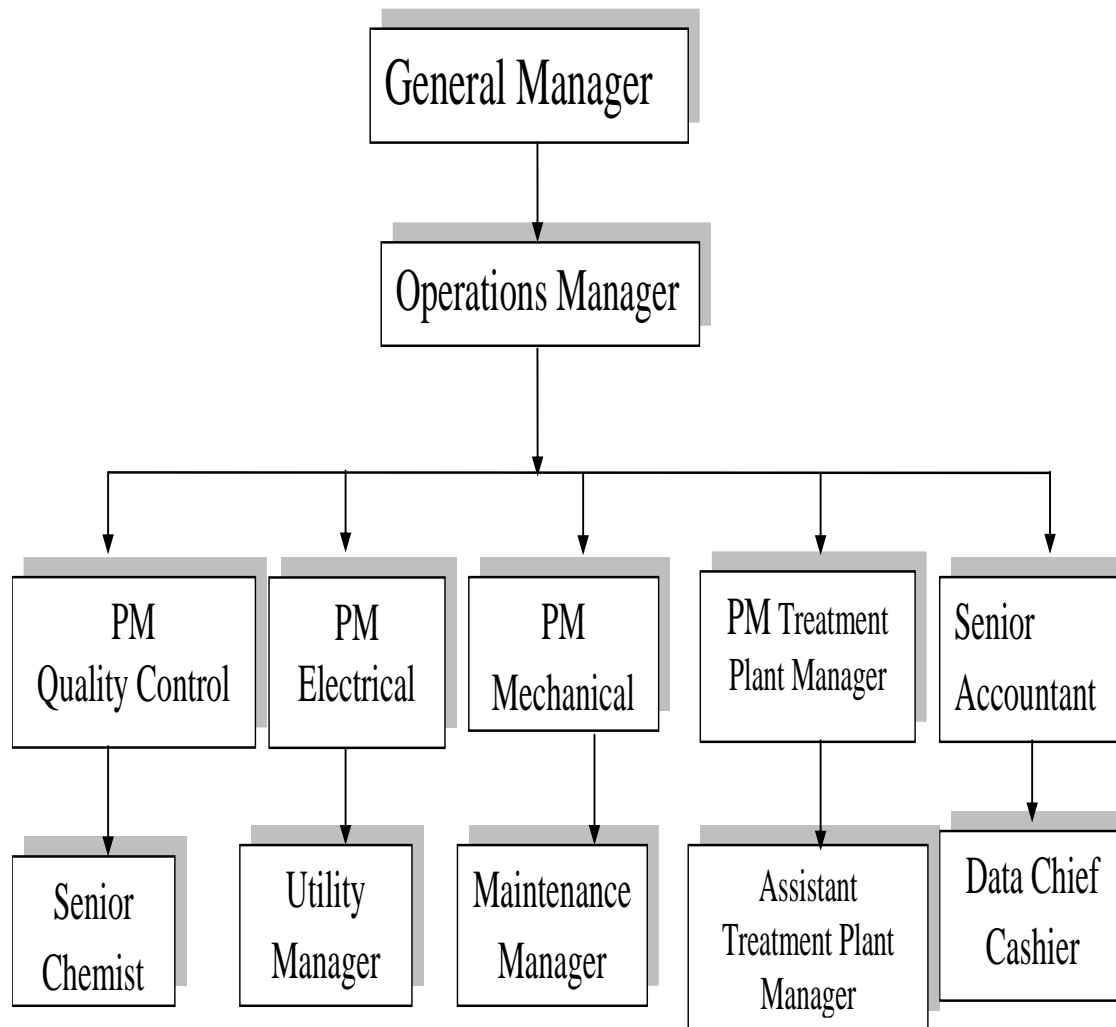 General Manager
Operations Manager
PM
Quality Control
PM
Electrical
PM
Mechanical
PM Treatment
Plant Manager
Senior
Accountant
Senior
Chemist
Utility
Manager
Maintenance
Manager
Assistant
Treatment Plant
Manager
Data Chief
Cashier